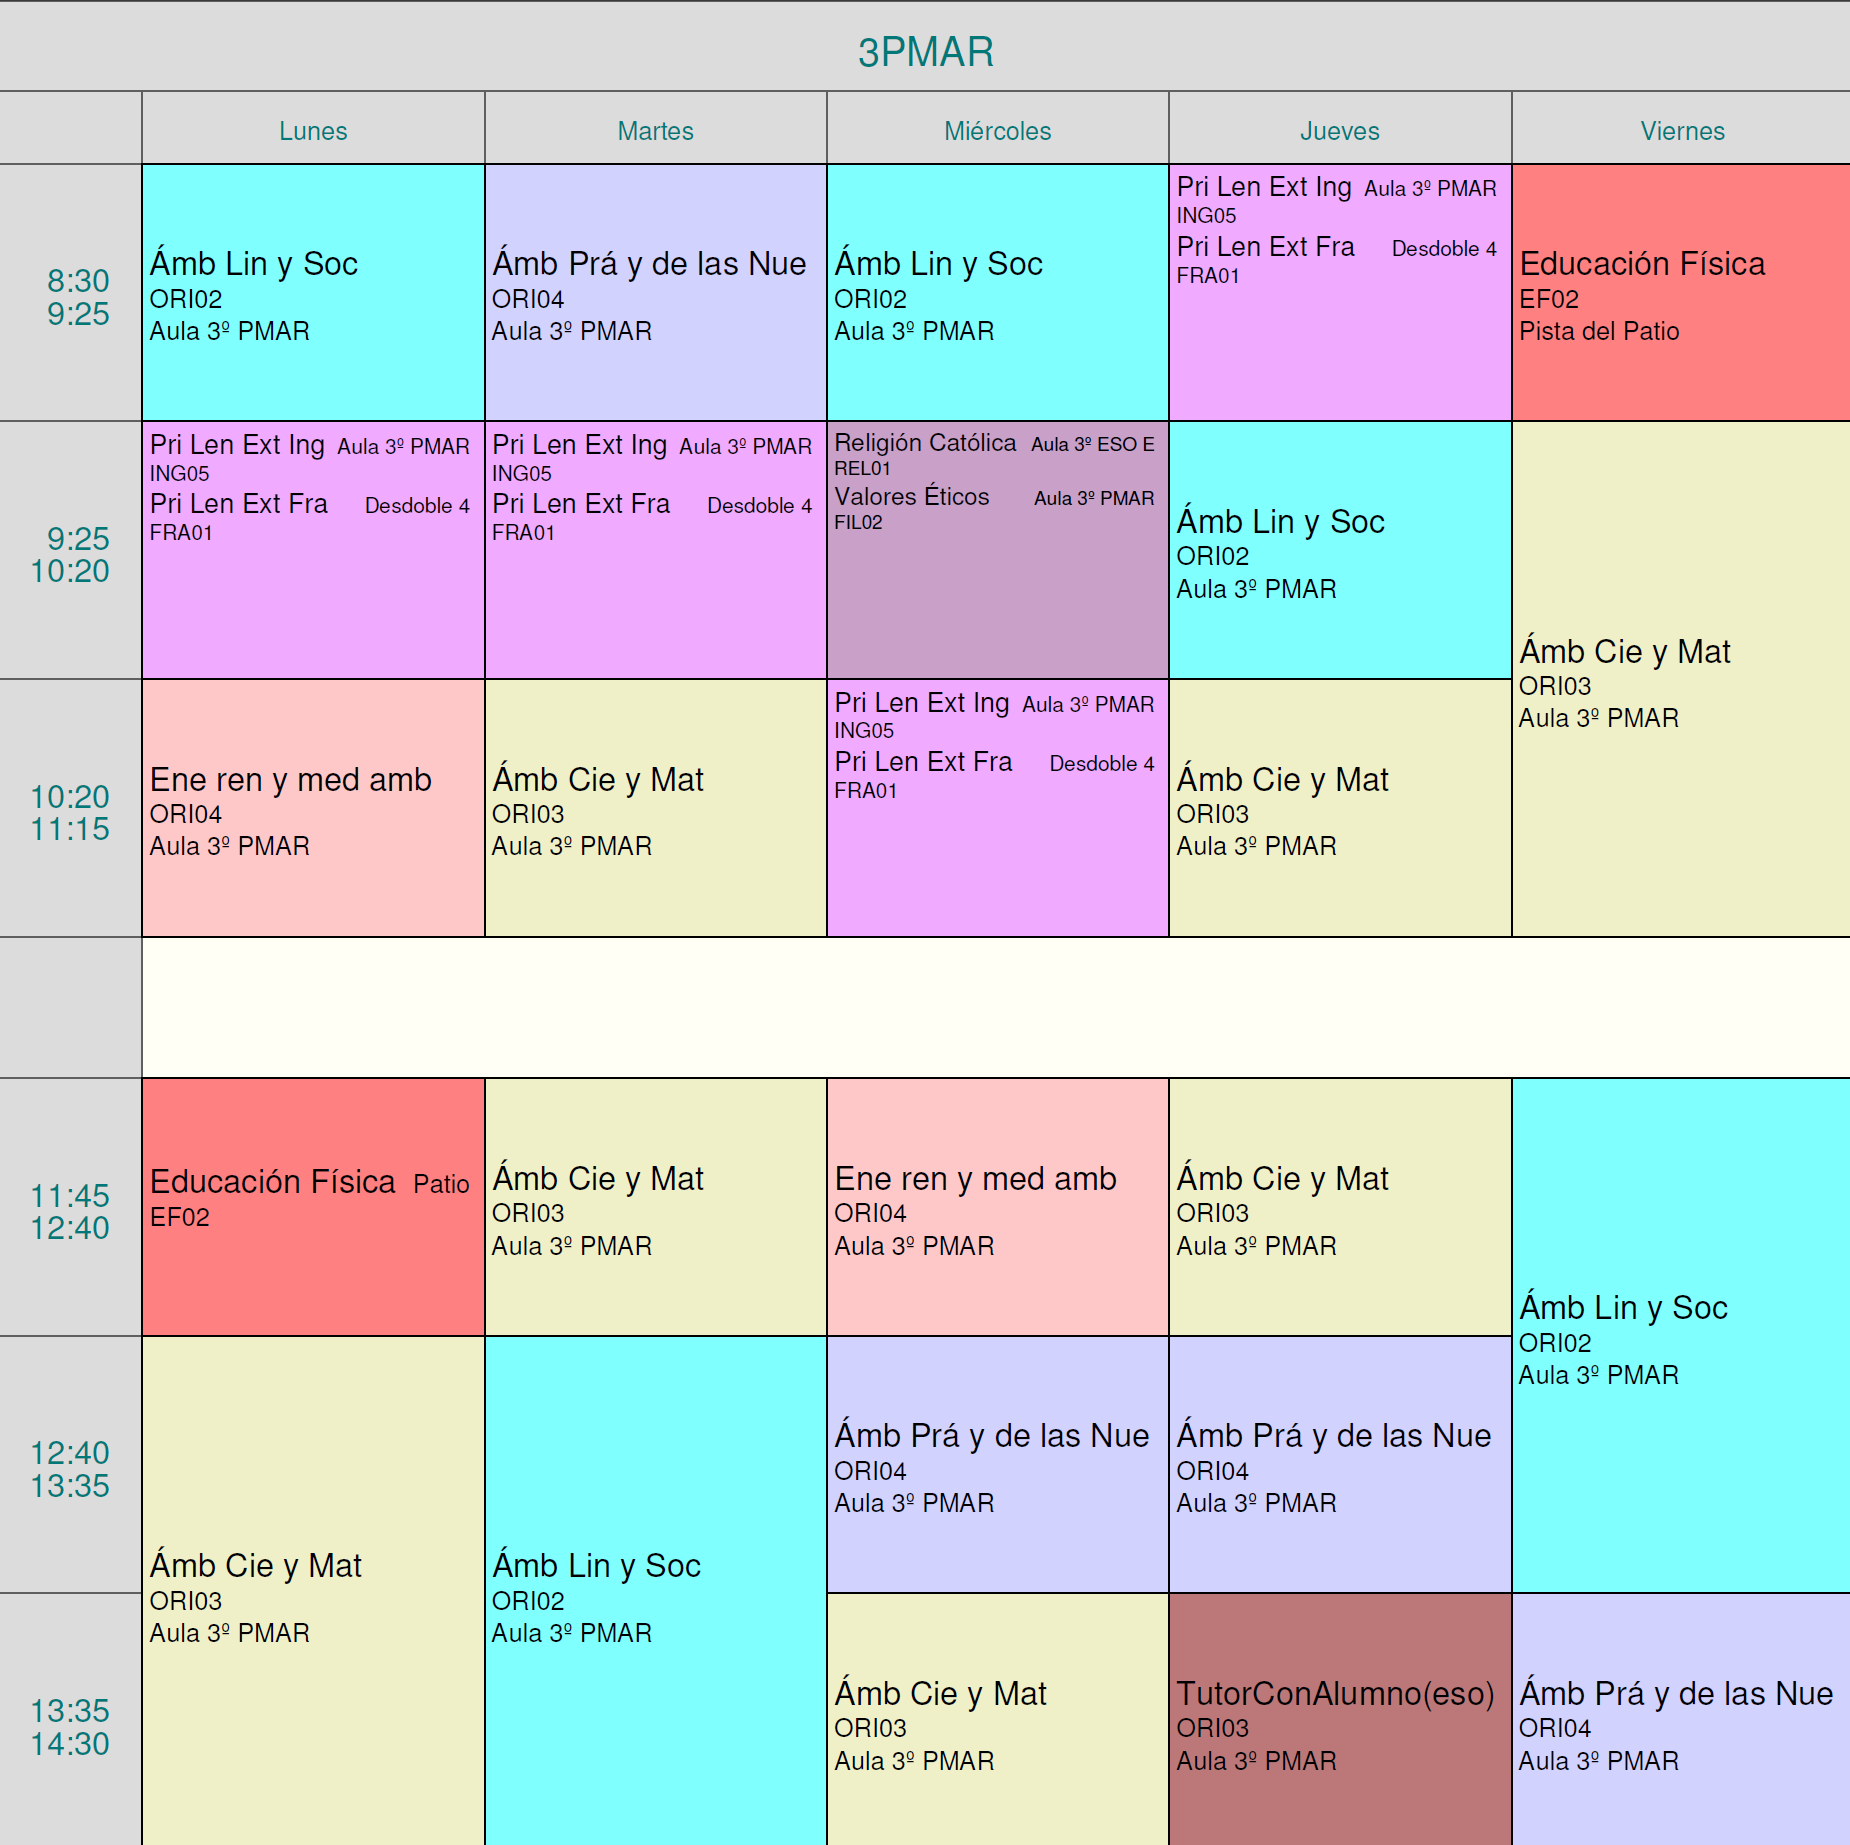 3PMAR
Lunes Martes Miércoles Jueves Viernes
8:30
9:25
Ámb Lin y Soc
ORI02
Aula 3º PMAR
Ámb Prá y de las Nue
ORI04
Aula 3º PMAR
Ámb Lin y Soc
ORI02
Aula 3º PMAR
Pri Len Ext Ing Aula 3º PMAR
ING05
Pri Len Ext Fra Desdoble 4
FRA01
Educación Física
EF02
Pista del Patio
9:25
10:20
Pri Len Ext Ing Aula 3º PMAR
ING05
Pri Len Ext Fra Desdoble 4
FRA01
Pri Len Ext Ing Aula 3º PMAR
ING05
Pri Len Ext Fra Desdoble 4
FRA01
Religión Católica Aula 3º ESO E
REL01
Valores Éticos Aula 3º PMAR
FIL02
Ámb Lin y Soc
ORI02
Aula 3º PMAR
Ámb Cie y Mat
ORI03
Aula 3º PMAR
10:20
11:15
Ene ren y med amb
ORI04
Aula 3º PMAR
Ámb Cie y Mat
ORI03
Aula 3º PMAR
Pri Len Ext Ing Aula 3º PMAR
ING05
Pri Len Ext Fra Desdoble 4
FRA01
Ámb Cie y Mat
ORI03
Aula 3º PMAR
11:45
12:40
Educación Física Patio
EF02
Ámb Cie y Mat
ORI03
Aula 3º PMAR
Ene ren y med amb
ORI04
Aula 3º PMAR
Ámb Cie y Mat
ORI03
Aula 3º PMAR
Ámb Lin y Soc
ORI02
Aula 3º PMAR
12:40
13:35
Ámb Cie y Mat
ORI03
Aula 3º PMAR
Ámb Lin y Soc
ORI02
Aula 3º PMAR
Ámb Prá y de las Nue
ORI04
Aula 3º PMAR
Ámb Prá y de las Nue
ORI04
Aula 3º PMAR
13:35
14:30
Ámb Cie y Mat
ORI03
Aula 3º PMAR
TutorConAlumno(eso)
ORI03
Aula 3º PMAR
Ámb Prá y de las Nue
ORI04
Aula 3º PMAR